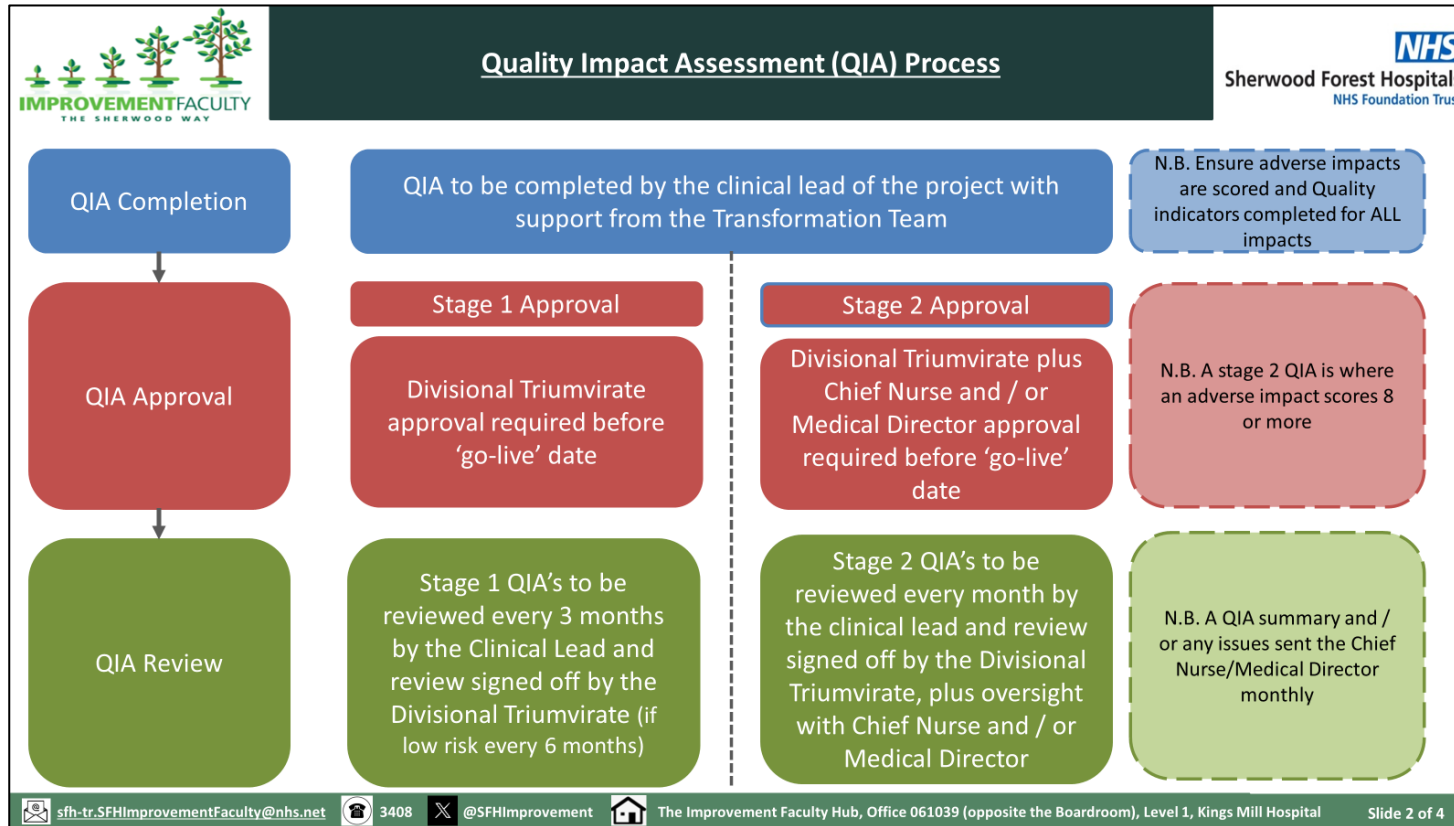 IMPROVEMENTFACULTY
THE SHERWOOD WAY
Quality Impact Assessment (QIA) Process
NHS
Sherwood Forest Hospital
NHS Foundation Trus
QIA Completion
QIA to be completed by the clinical lead of the project with
support from the Transformation Team
N.B. Ensure adverse impacts
are scored and Quality
indicators completed for ALL
impacts
QIA Approval
Stage 1 Approval
Divisional Triumvirate
approval required before
‘go-live’ date
Stage 2 Approval
Divisional Triumvirate plus
Chief Nurse and / or
Medical Director approval
required before ‘go-live’
date
N.B. A stage 2 QIA is where
an adverse impact scores 8
or more
QIA Review
Stage 1 QIA’s to be
reviewed every 3 months
by the Clinical Lead and
review signed off by the
Divisional Triumvirate (if
low risk every 6 months)
Stage 2 QIA’s to be
reviewed every month by
the clinical lead and review
signed off by the Divisional
Triumvirate, plus oversight
with Chief Nurse and / or
Medical Director
N.B. A QIA summary and /
or any issues sent the Chief
Nurse/Medical Director
monthly
sfh-tr.SFHImprovementFaculty@nhs.net 3408 @SFHImprovement The Improvement Faculty Hub, Office 061039 (opposite the Boardroom), Level 1, Kings Mill Hospital Slide 2 of 4